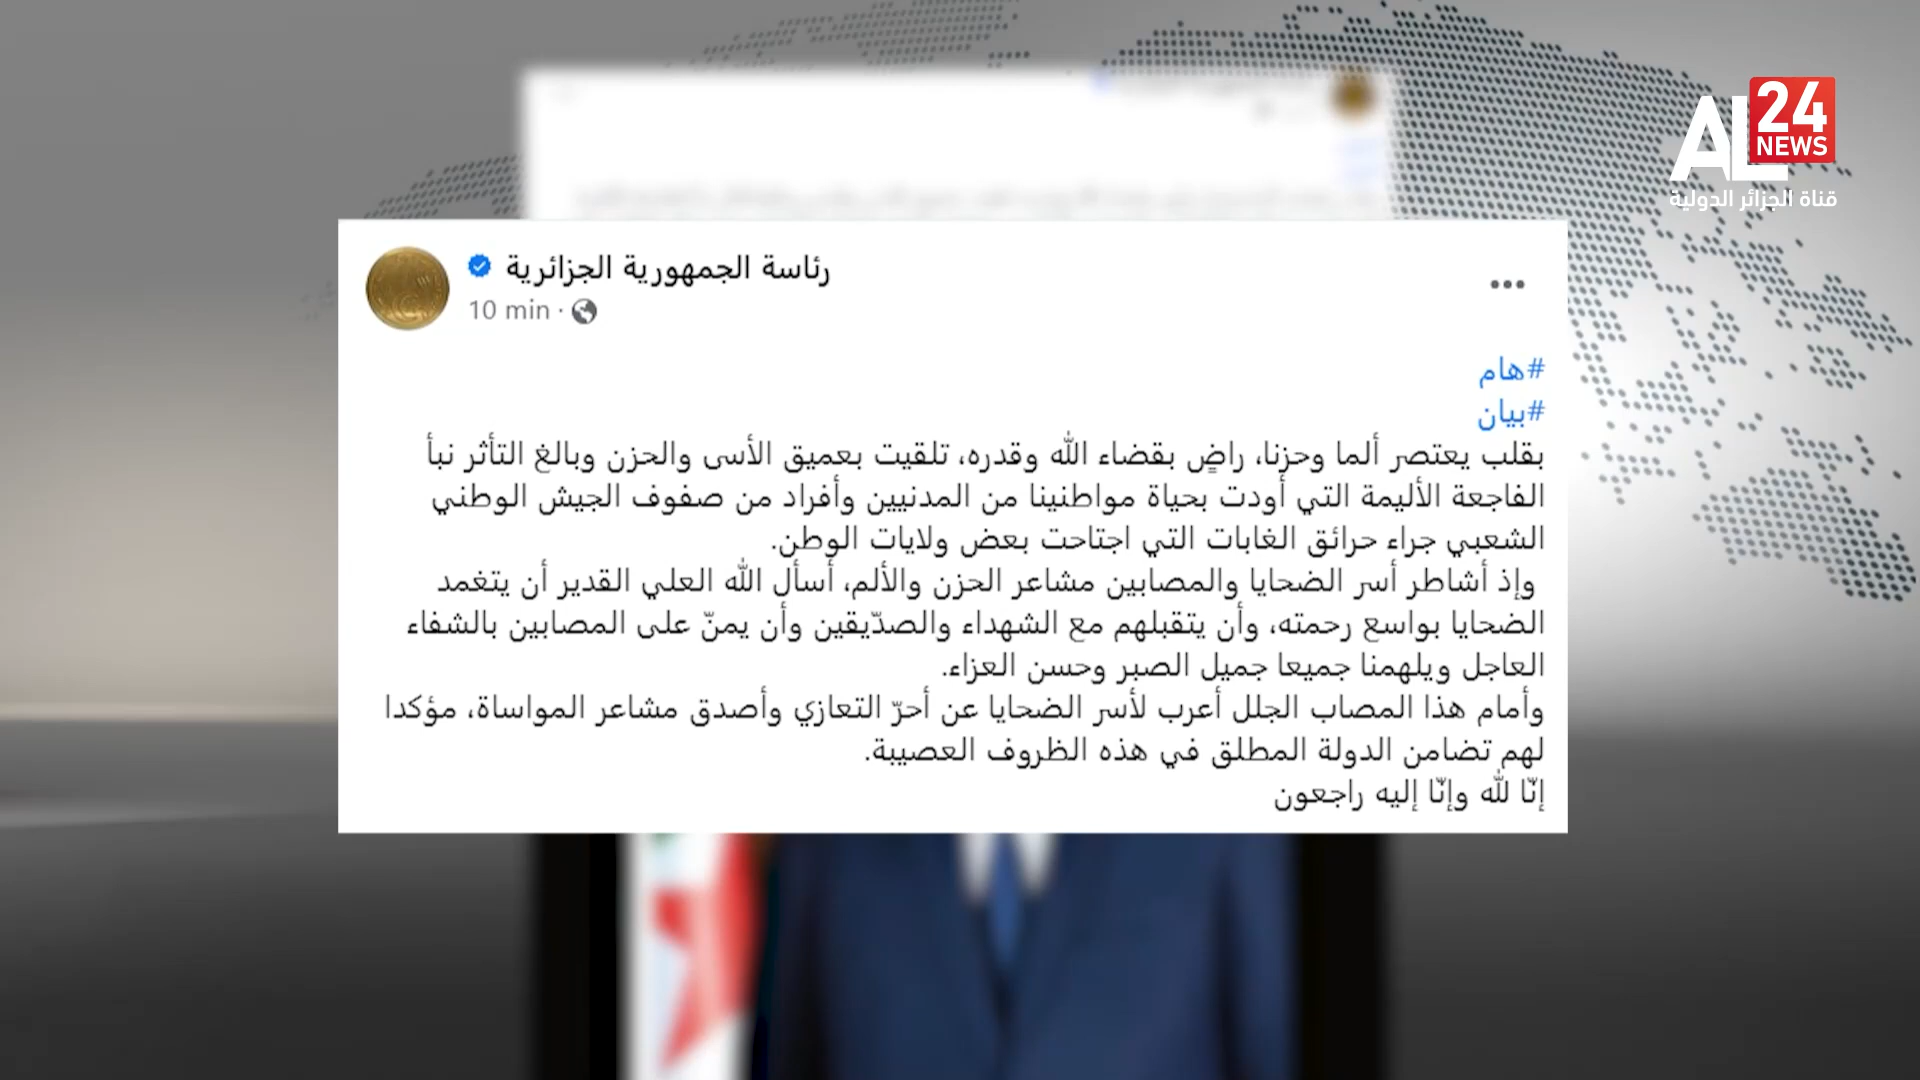 AL
24
NEWS
قناة الجزائر الدولية
رئاسة الجمهورية الجزائرية
10 min ·
#هام
#بيان
بقلب يعتصر ألما وحزنا، راضٍ بقضاء الله وقدره، تلقيت بعميق الأسى والحزن وبالغ التأثر نبأ
الفاجعة الأليمة التي أودت بحياة مواطنينا من المدنيين وأفراد من صفوف الجيش الوطني
الشعبي جراء حرائق الغابات التي اجتاحت بعض ولايات الوطن.
وإذ أشاطر أسر الضحايا والمصابين مشاعر الحزن والألم، أسأل الله العلي القدير أن يتغمد
الضحايا بواسع رحمته، وأن يتقبلهم مع الشهداء والصدّيقين وأن يمنّ على المصابين بالشفاء
العاجل ويلهمنا جميعا جميل الصبر وحسن العزاء.
وأمام هذا المصاب الجلل أعرب لأسر الضحايا عن أحرّ التعازي وأصدق مشاعر المواساة، مؤكدا
لهم تضامن الدولة المطلق في هذه الظروف العصيبة.
إنّا لله وإنّا إليه راجعون